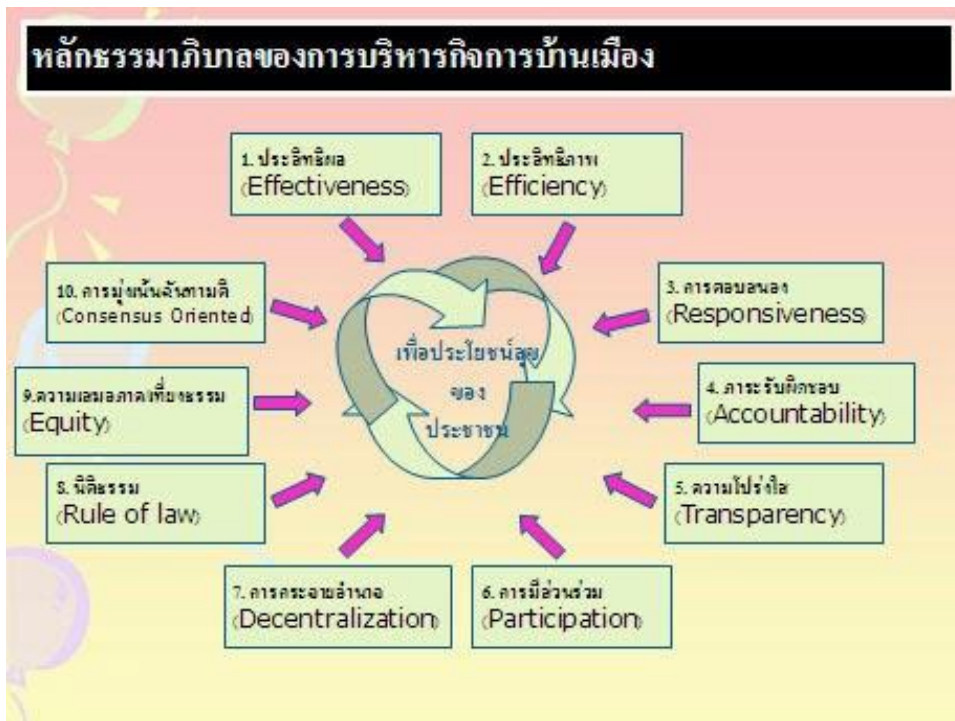 หลักธรรมาภิบาลของการบริหารกิจการบ้านเมือง
1. ประสิทธิผล
(Effectiveness)
2. ประสิทธิภาพ
(Efficiency)
3. การตอบสนอง
(Responsiveness)
4. ภาระรับผิดชอบ
(Accountability)
5. ความโปร่งใส
(Transparency)
6. การมีส่วนร่วม
(Participation)
7. การกระจายอำนาจ
(Decentralization)
8. นิติธรรม
(Rule of law)
9.ความเสมอภาค/เที่ยงธรรม
(Equity)
10. การมุ่งเน้นฉันทามติ
(Consensus Oriented)
เพื่อประโยชน์สุข
ของ
ประชาชน